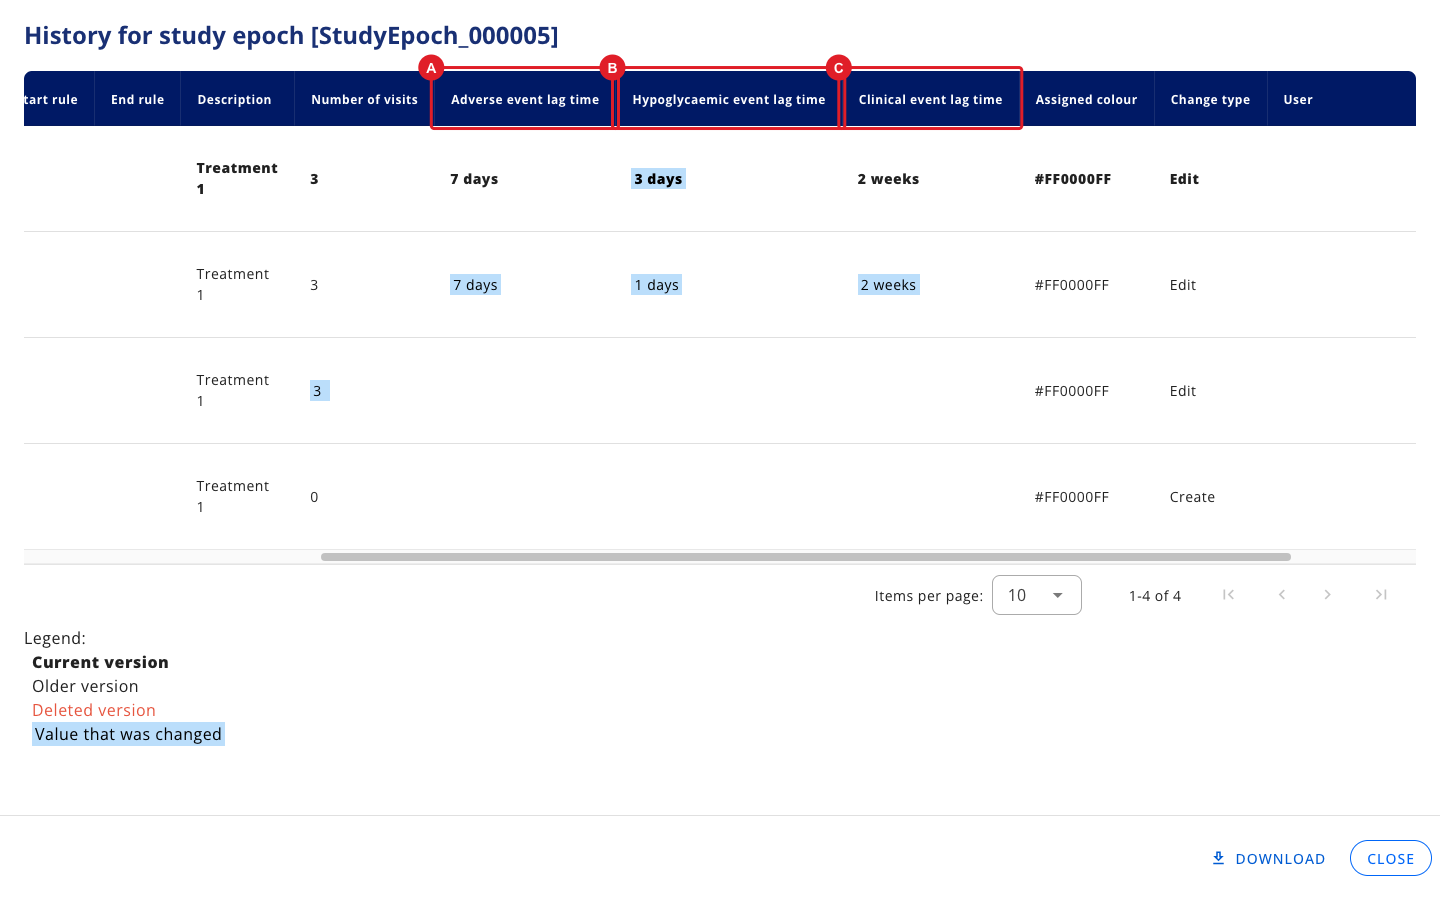 History for study epoch [StudyEpoch_000005]
A B C
tart rule End rule Description Number of visits Adverse event lag time Hypoglycaemic event lag time Clinical event lag time Assigned colour Change type User
Treatment 
1
3 7 days 3 days 2 weeks #FF0000FF Edit
Treatment
1
3 7 days 1 days 2 weeks #FF0000FF Edit
Treatment
1
3 #FF0000FF Edit
Treatment
1
0 #FF0000FF Create
Items per page: 10 1-4 of 4
Legend:
Current version
Older version
Deleted version
Value that was changed
DOWNLOAD CLOSE